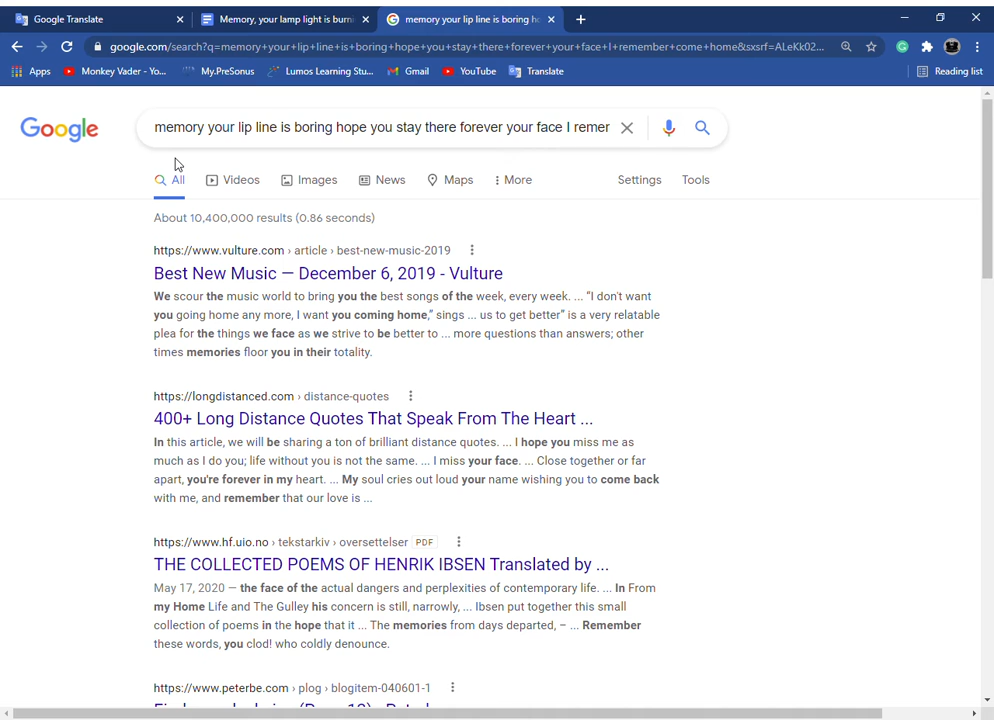 Google Translate
Memory, your lamp light is burni
memory your lip line is boring ho
google.com/search?q=memory+your+lip+line+is+boring+hope+you+stay+there+forever+your+face+I+remember+come+home&sxsrf=ALeKk02...
Apps
Monkey Vader - Yo...
My.PreSonus
Lumos Learning Stu...
Gmail
YouTube
Translate
Reading list
Google
memory your lip line is boring hope you stay there forever your face I remer
All
Videos
Images
News
Maps
More
Settings
Tools
About 10,400,000 results (0.86 seconds)
https://www.vulture.com › article › best-new-music-2019
Best New Music — December 6, 2019 - Vulture
We scour the music world to bring you the best songs of the week, every week. ... “I don't want
you going home any more, I want you coming home,” sings ... us to get better” is a very relatable
plea for the things we face as we strive to be better to ... more questions than answers; other
times memories floor you in their totality.
https://longdistanced.com › distance-quotes
400+ Long Distance Quotes That Speak From The Heart ...
In this article, we will be sharing a ton of brilliant distance quotes. ... I hope you miss me as
much as I do you; life without you is not the same. ... I miss your face. ... Close together or far
apart, you're forever in my heart. ... My soul cries out loud your name wishing you to come back
with me, and remember that our love is ...
https://www.hf.uio.no › tekstarkiv › oversettelser PDF
THE COLLECTED POEMS OF HENRIK IBSEN Translated by ...
May 17, 2020 — the face of the actual dangers and perplexities of contemporary life. ... In From
my Home Life and The Gulley his concern is still, narrowly, ... Ibsen put together this small
collection of poems in the hope that it ... The memories from days departed, – ... Remember
these words, you clod! who coldly denounce.
https://www.peterbe.com › plog › blogitem-040601-1